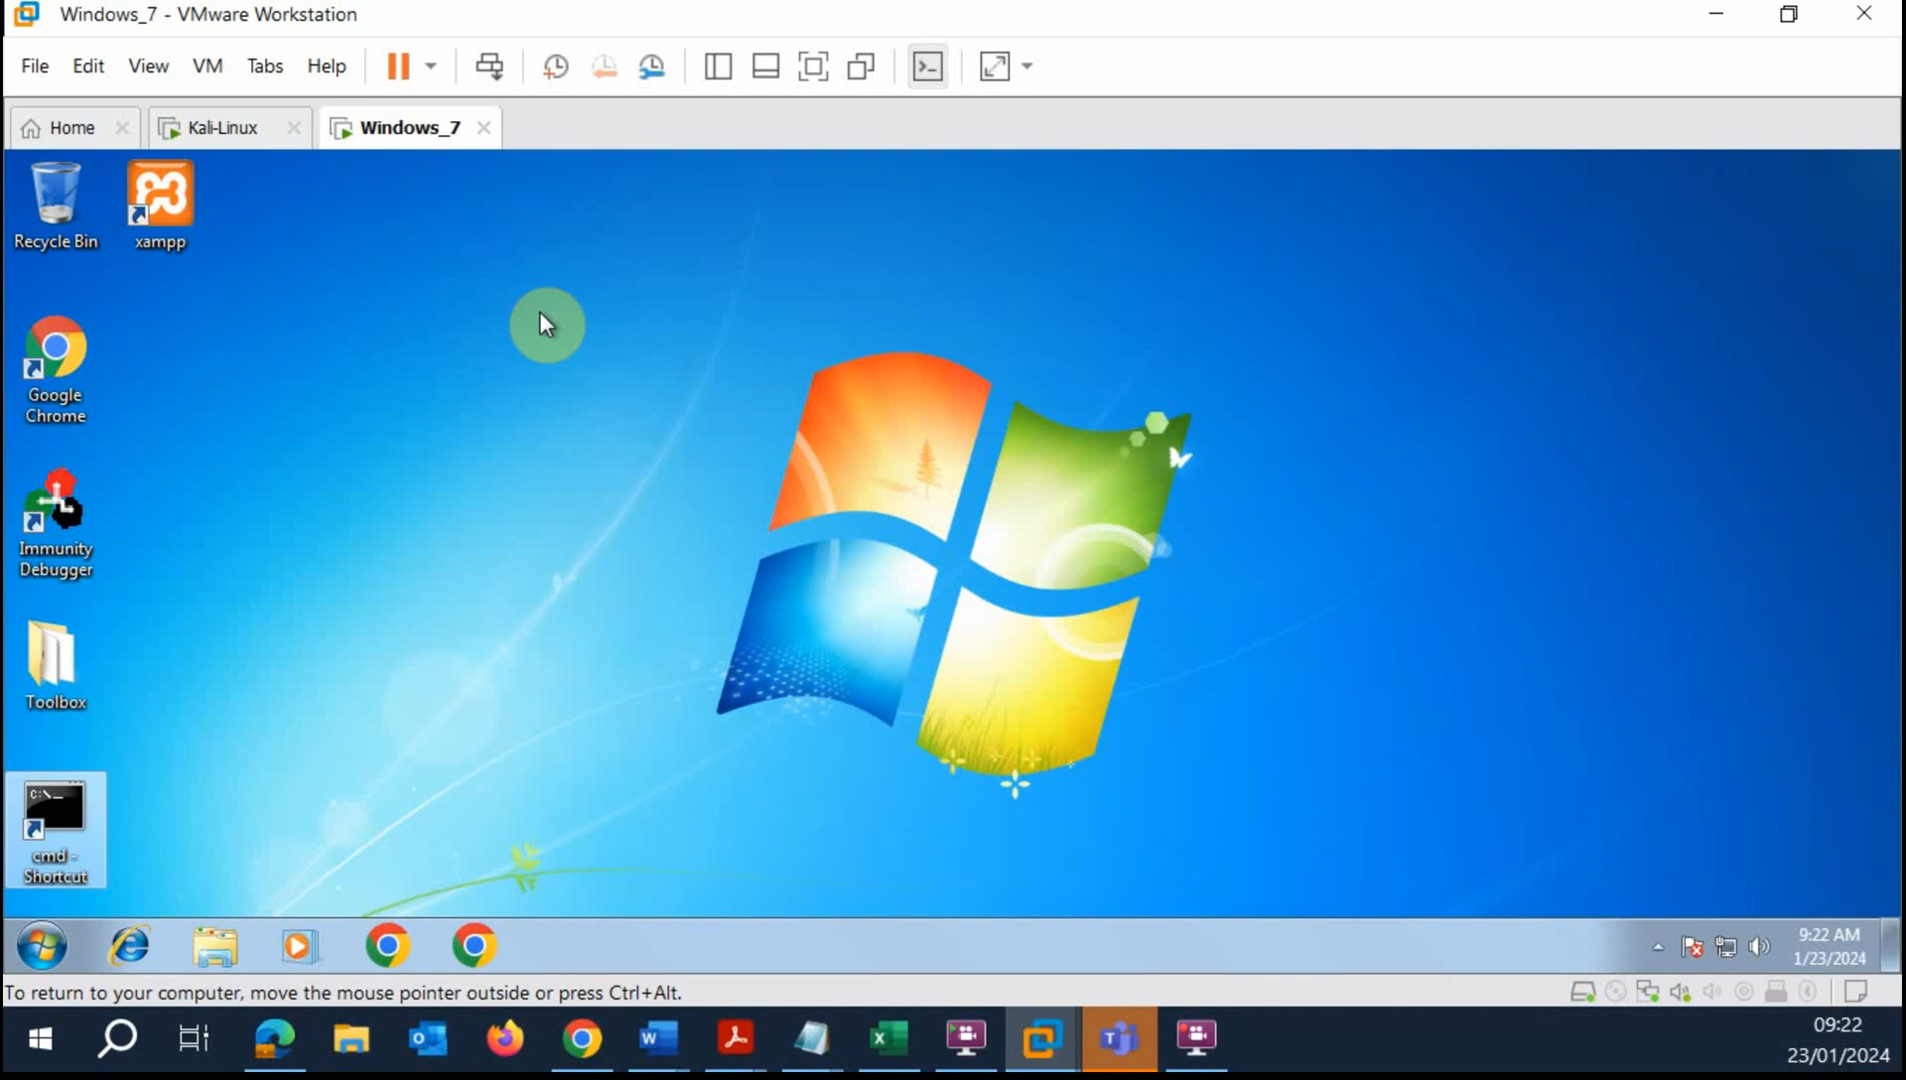 Windows_7 - VMware Workstation
File Edit View VM Tabs Help
Home Kali-Linux Windows_7
Recycle Bin
xampp
Google
Chrome
Immunity
Debugger
Toolbox
C:\_
cmd -
Shortcut
9:22 AM
1/23/2024
To return to your computer, move the mouse pointer outside or press Ctrl+Alt.
09:22
23/01/2024